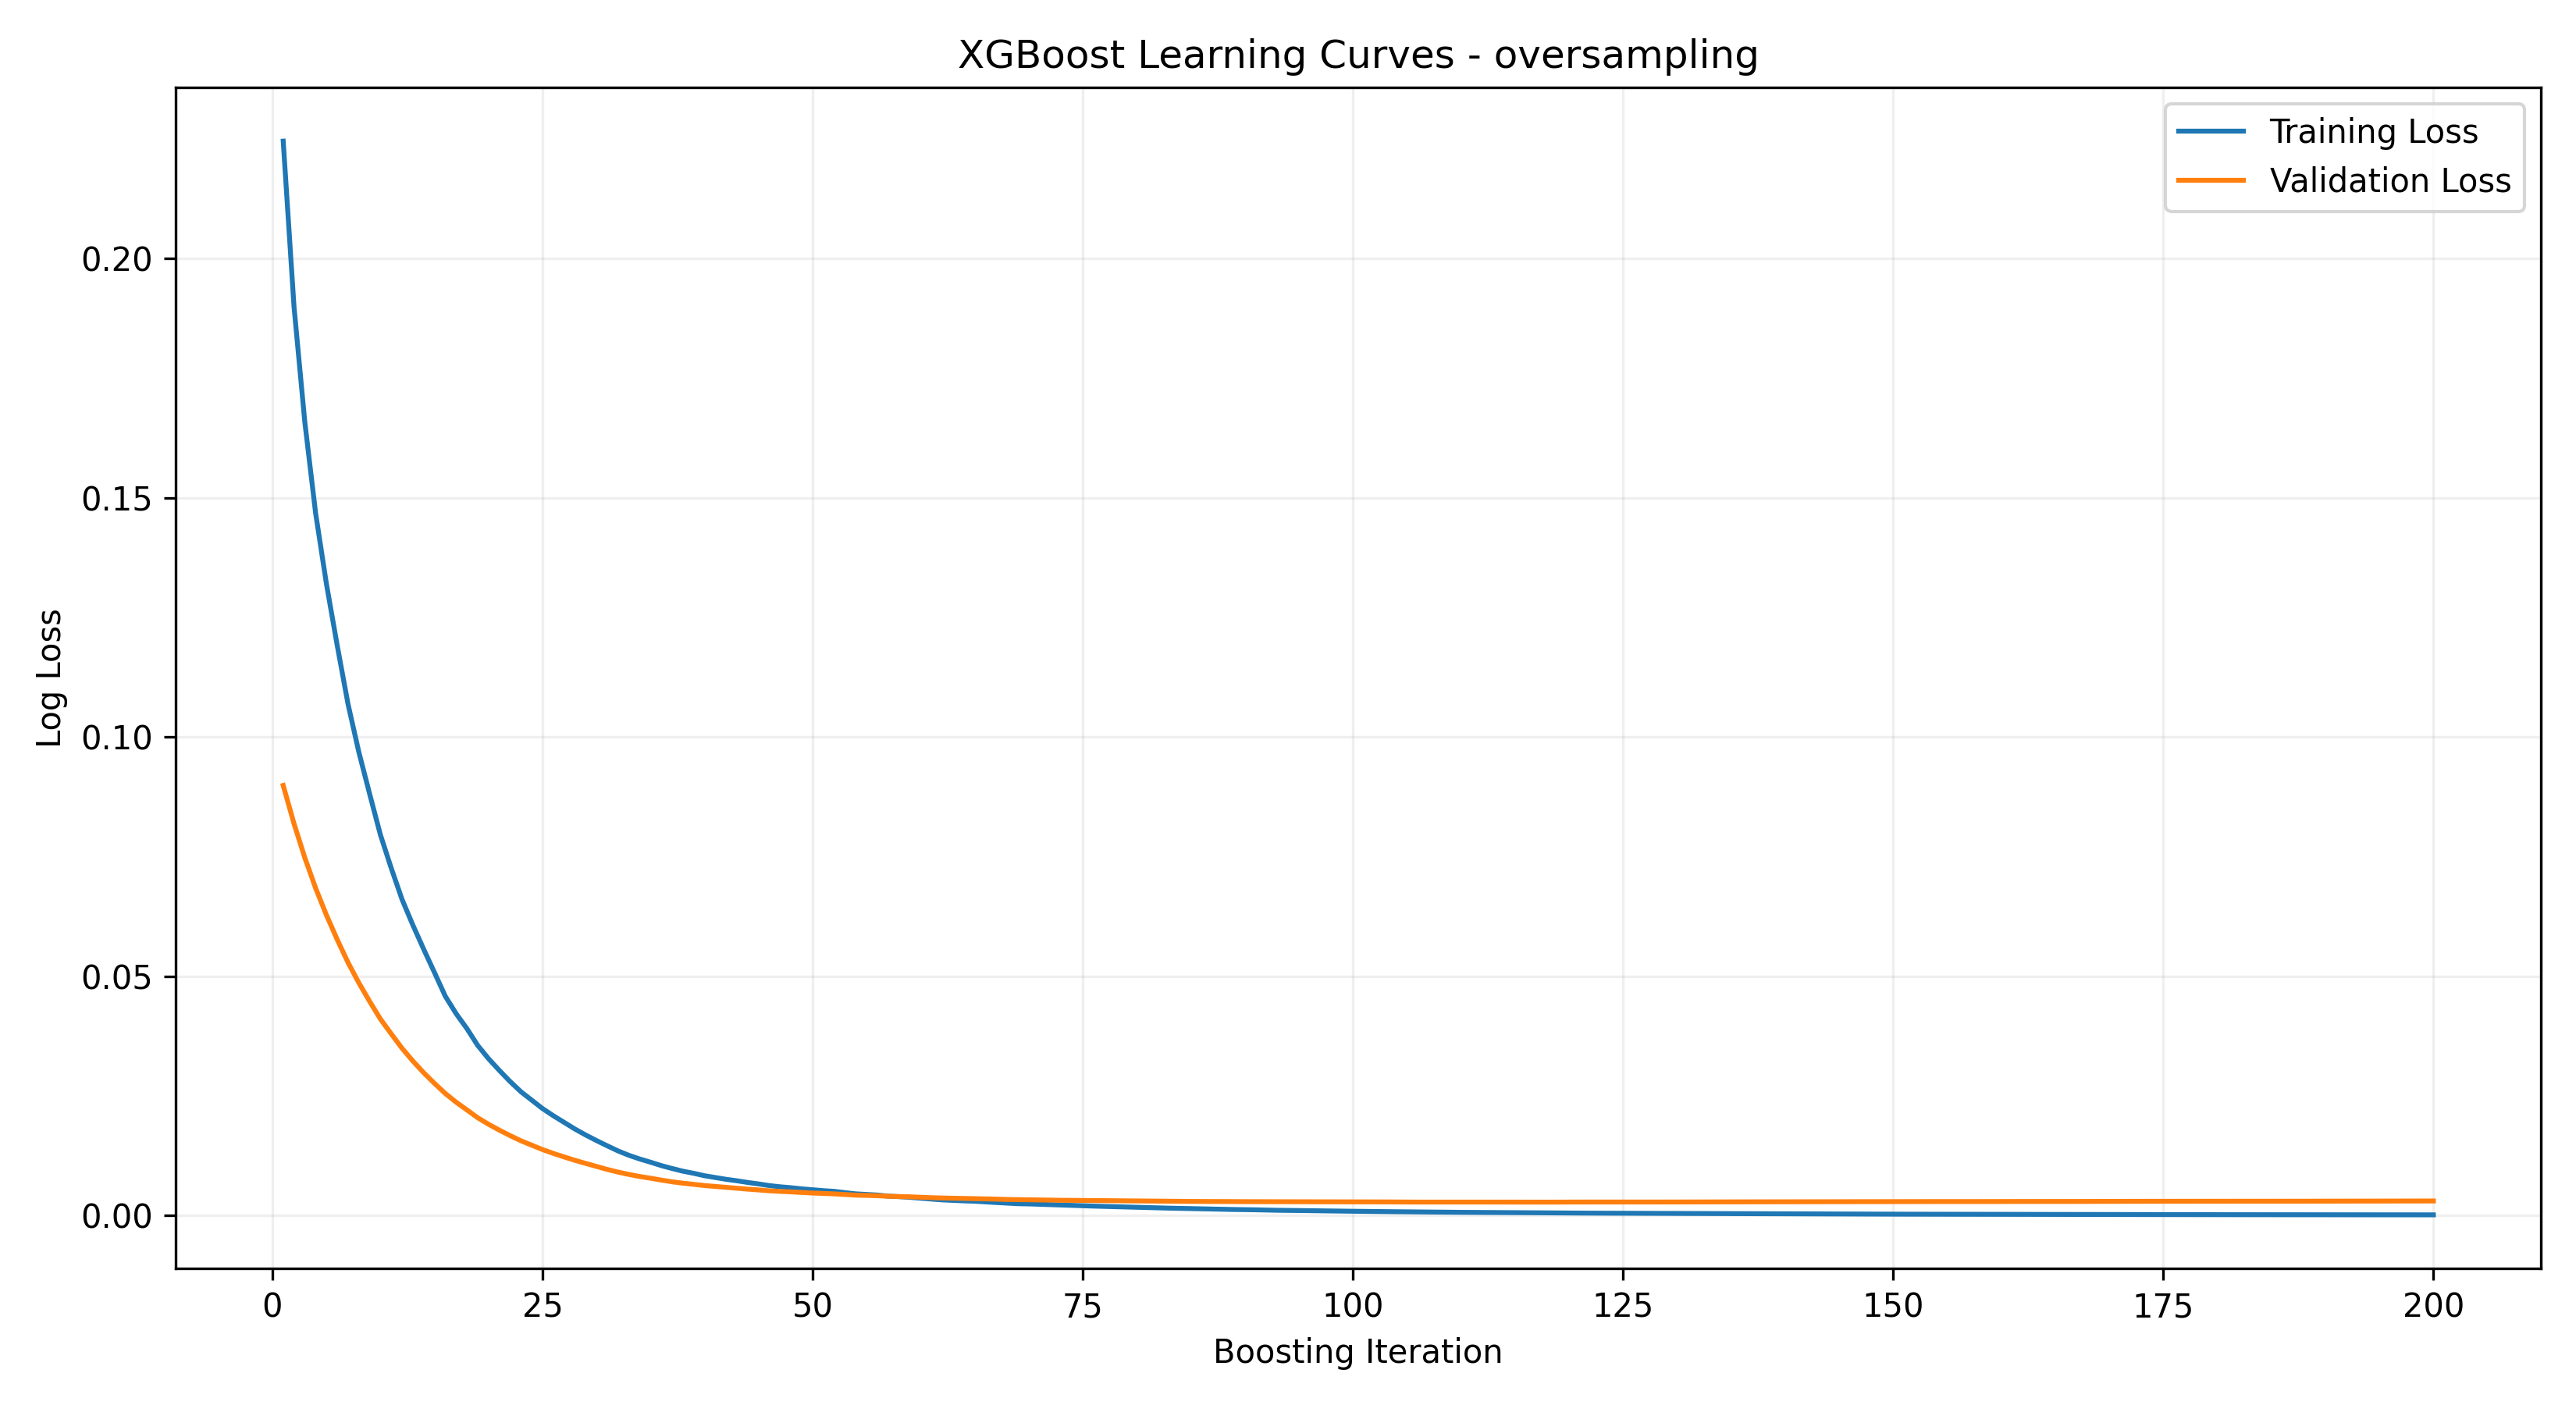 XGBoost Learning Curves - oversampling
Training Loss
Validation Loss
Log Loss
0.20
0.15
0.10
0.05
0.00
0 25 50 75 100 125 150 175 200
Boosting Iteration